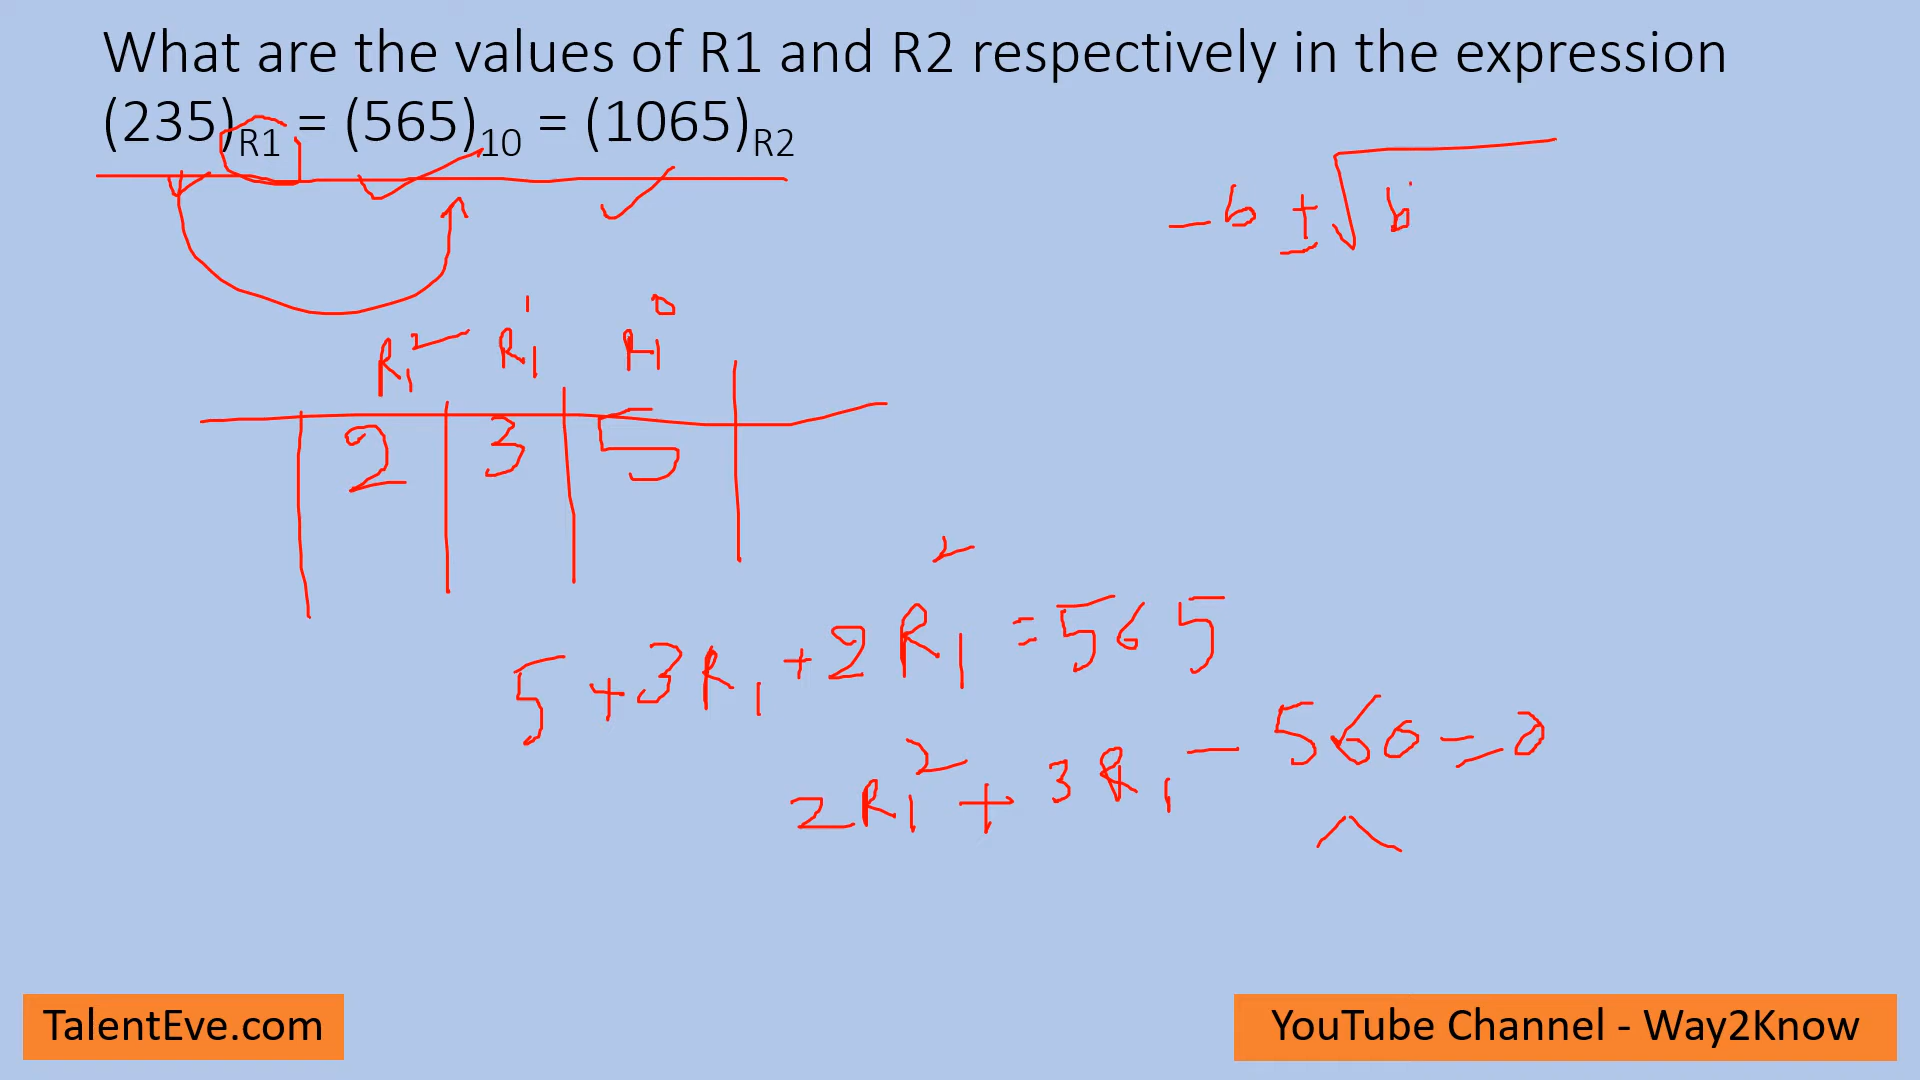 What are the values of R1 and R2 respectively in the expression
(235)R1 = (565)10 = (1065)R2
-b ± √b
R1² R1¹ R1⁰
2 3 5
5 + 3R1 + 2R1² = 565
2R1² + 3R1 - 560 = 0
TalentEve.com
YouTube Channel - Way2Know